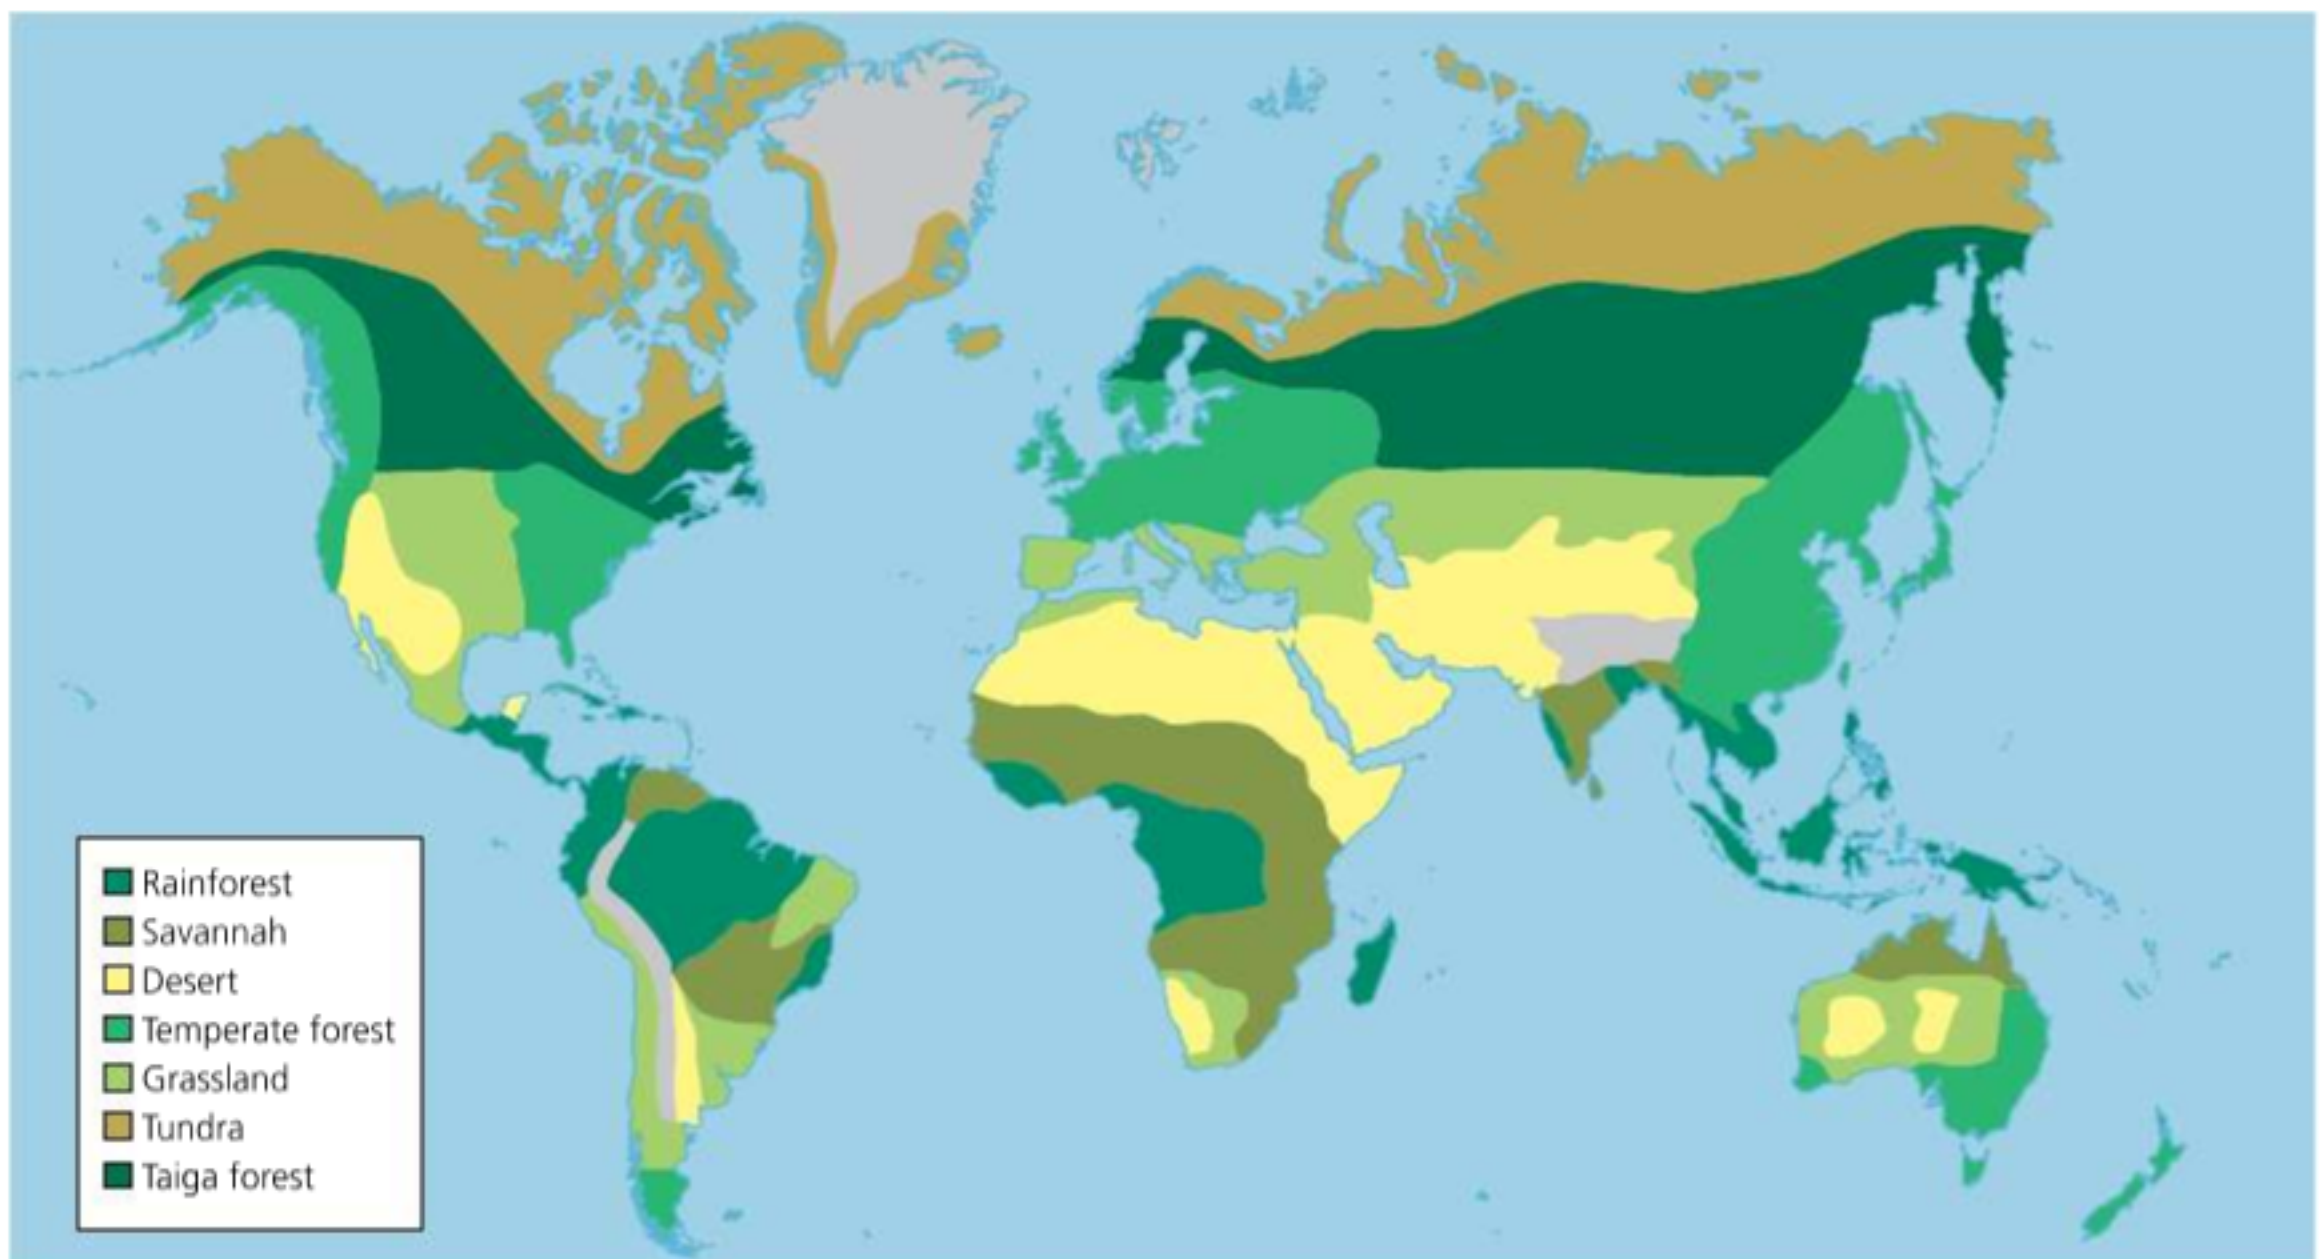 Rainforest
Savannah
Desert
Temperate forest
Grassland
Tundra
Taiga forest